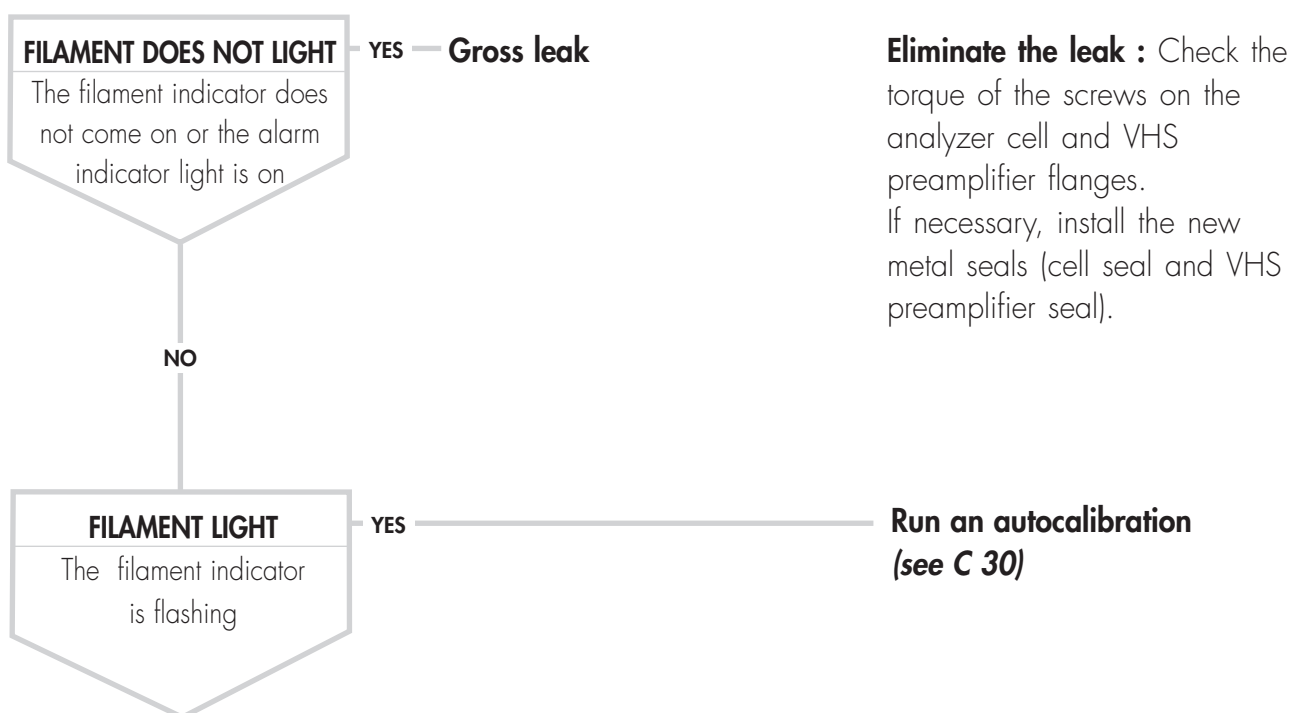 FILAMENT DOES NOT LIGHT
The filament indicator does
not come on or the alarm
indicator light is on
YES
Gross leak
Eliminate the leak : Check the
torque of the screws on the
analyzer cell and VHS
preamplifier flanges.
If necessary, install the new
metal seals (cell seal and VHS
preamplifier seal).
NO
FILAMENT LIGHT
The filament indicator
is flashing
YES
Run an autocalibration
(see C 30)